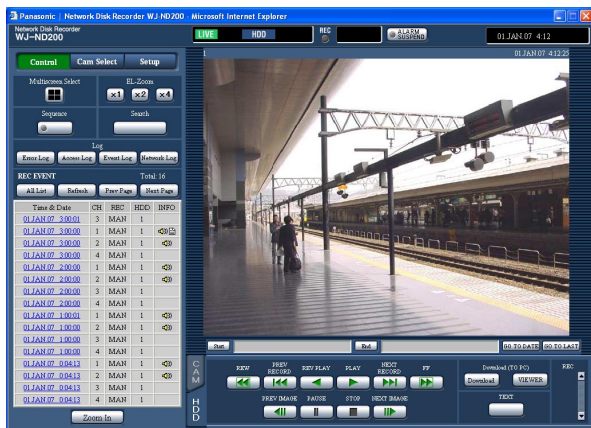 Panasonic | Network Disk Recorder WJ-ND200 - Microsoft Internet Explorer
Network Disk Recorder
WJ-ND200
LIVE HDD REC ALARM SUSPEND 01.JAN.07 4:12
Control Cam Select Setup
1 01.JAN.07 4:12:25
Multiscreen Select EL-Zoom
x1 x2 x4
Sequence Search
Log
Error Log Access Log Event Log Network Log
REC EVENT Total: 16
All List Refresh Prev Page Next Page
Time & Date CH REC HDD INFO
01.JAN.07 3:00:01 3 MAN 1
01.JAN.07 3:00:00 1 MAN 1
01.JAN.07 3:00:00 2 MAN 1
01.JAN.07 3:00:00 4 MAN 1
01.JAN.07 2:00:00 1 MAN 1
01.JAN.07 2:00:00 2 MAN 1
01.JAN.07 2:00:00 3 MAN 1
01.JAN.07 2:00:00 4 MAN 1
01.JAN.07 1:00:01 1 MAN 1
01.JAN.07 1:00:00 2 MAN 1
01.JAN.07 1:00:00 3 MAN 1
01.JAN.07 1:00:00 4 MAN 1
01.JAN.07 0:04:13 1 MAN 1
01.JAN.07 0:04:13 2 MAN 1
01.JAN.07 0:04:13 3 MAN 1
01.JAN.07 0:04:13 4 MAN 1
Zoom In
Start End GO TO DATE GO TO LAST
CAM
HDD
REW PREV RECORD REV PLAY PLAY NEXT RECORD FF
PREV IMAGE PAUSE STOP NEXT IMAGE
Download (TO PC)
Download VIEWER
TEXT
REC